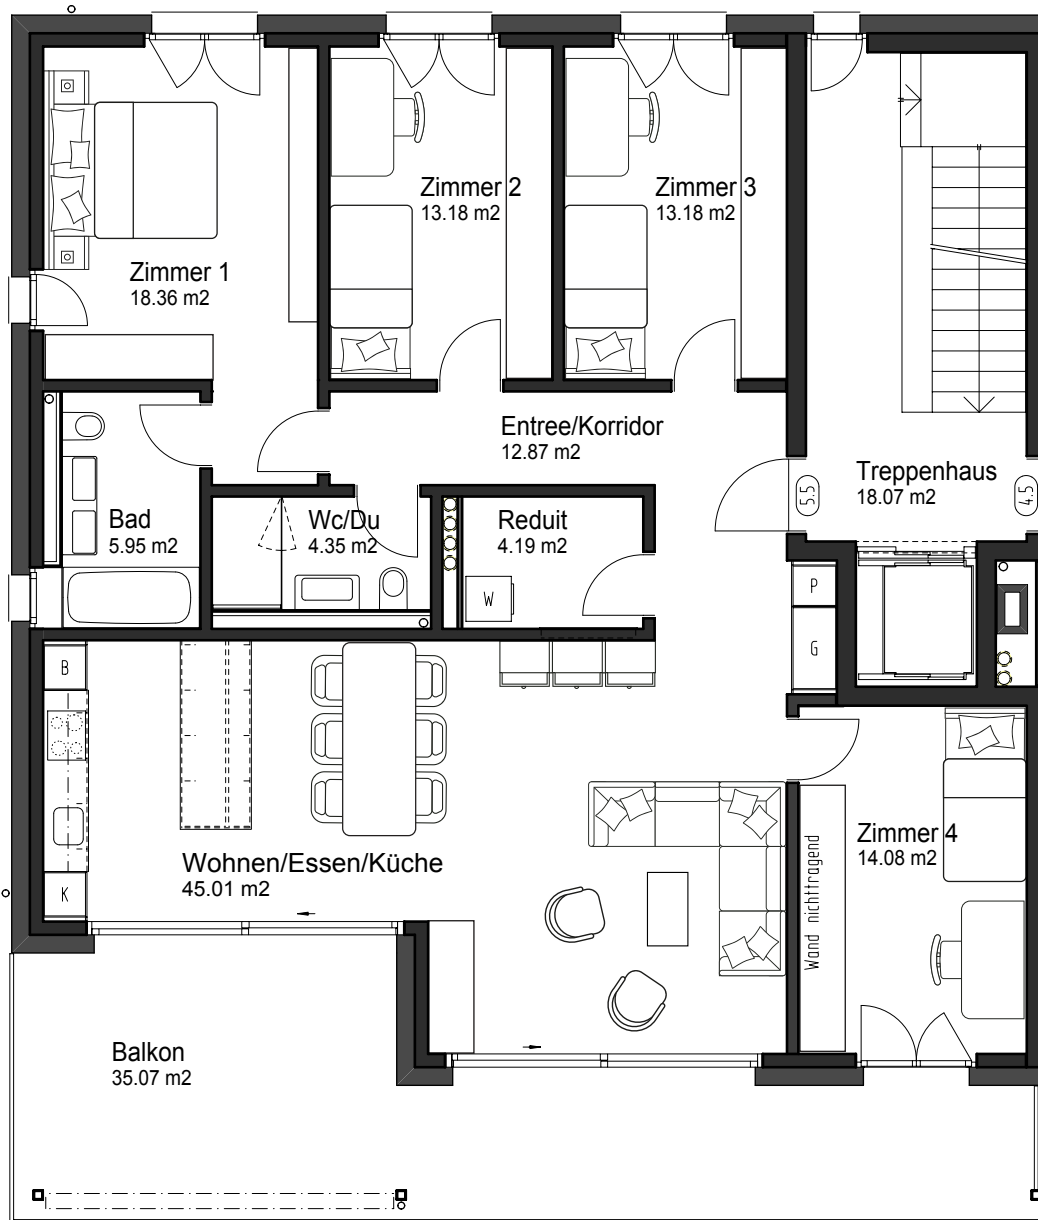 Zimmer 1
18.36 m2
Zimmer 2
13.18 m2
Zimmer 3
13.18 m2
Entree/Korridor
12.87 m2
Treppenhaus
18.07 m2
5.5
4.5
Bad
5.95 m2
Wc/Du
4.35 m2
Reduit
4.19 m2
W
P
G
B
K
Wohnen/Essen/Küche
45.01 m2
Zimmer 4
14.08 m2
Wand nichttragend
Balkon
35.07 m2